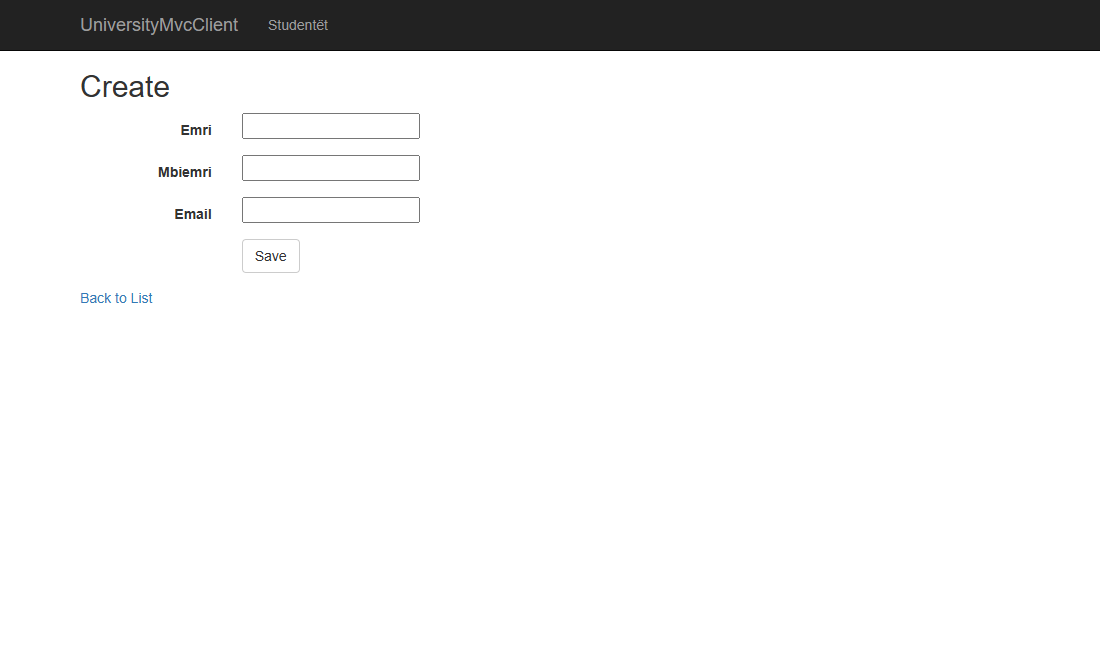 UniversityMvcClient Studentët
Create
Emri
Mbiemri
Email
Save
Back to List